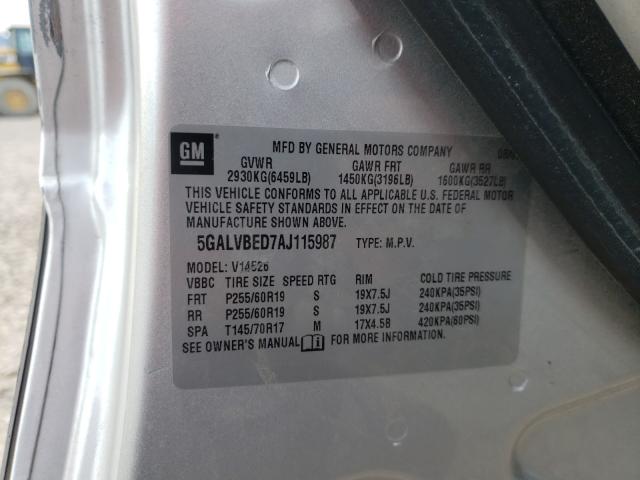 GM
MFD BY GENERAL MOTORS COMPANY
GVWR GAWR FRT GAWR RR
2930KG(6459LB) 1450KG(3196LB) 1600KG(3527LB)
THIS VEHICLE CONFORMS TO ALL APPLICABLE U.S. FEDERAL MOTOR
VEHICLE SAFETY STANDARDS IN EFFECT ON THE DATE OF
MANUFACTURE SHOWN ABOVE.
5GALVBED7AJ115987 TYPE: M.P.V.
MODEL: V14526
VBBC TIRE SIZE SPEED RTG RIM COLD TIRE PRESSURE
FRT P255/60R19 S 19X7.5J 240KPA(35PSI)
RR P255/60R19 S 19X7.5J 240KPA(35PSI)
SPA T145/70R17 M 17X4.5B 420KPA(60PSI)
SEE OWNER'S MANUAL FOR MORE INFORMATION.